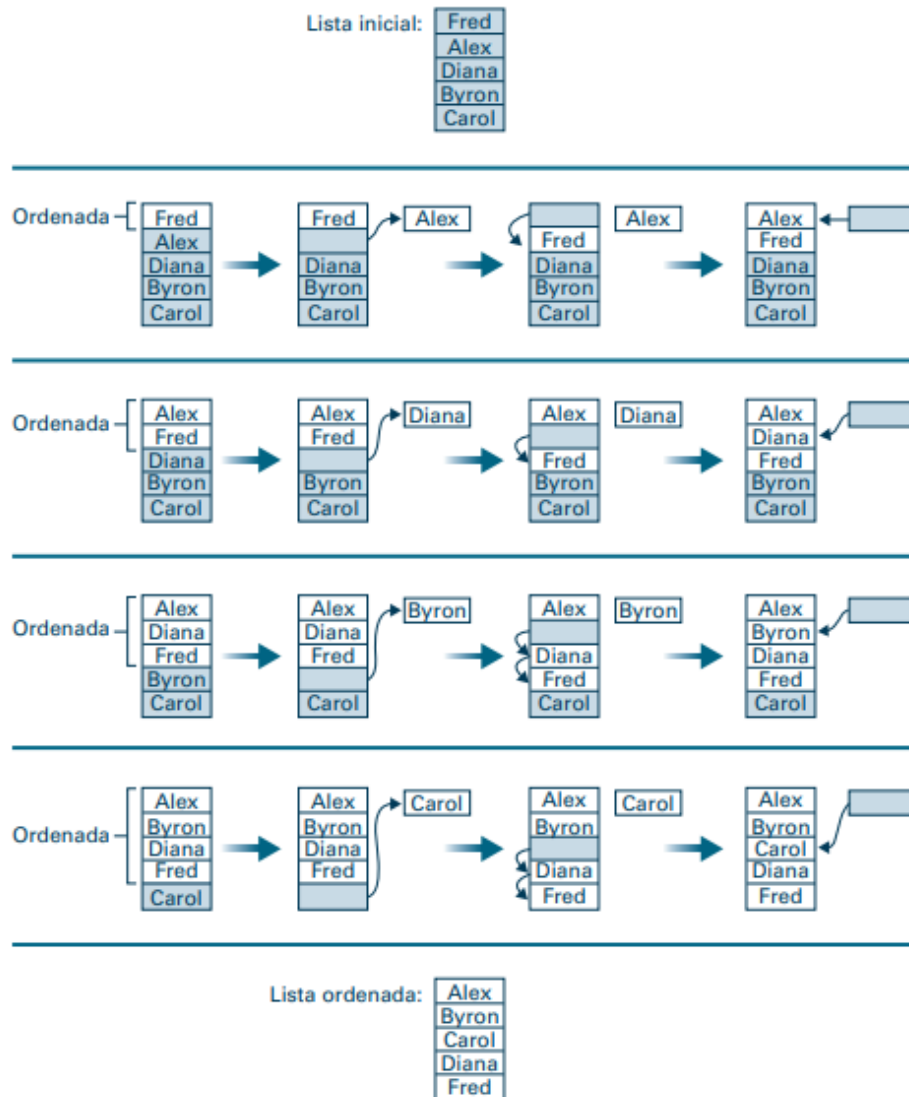 Lista inicial: Fred
Alex
Diana
Byron
Carol
Ordenada Fred Fred Alex Alex Alex
Alex Fred Fred
Diana Diana Diana Diana
Byron Byron Byron Byron
Carol Carol Carol Carol
Ordenada Alex Alex Diana Alex Diana Alex
Fred Fred Diana
Diana Fred Fred
Byron Byron Byron Byron
Carol Carol Carol Carol
Ordenada Alex Alex Byron Alex Byron Alex
Diana Diana Byron
Fred Fred Diana Diana
Byron Fred Fred
Carol Carol Carol Carol
Ordenada Alex Alex Carol Alex Carol Alex
Byron Byron Byron Byron
Diana Diana Carol
Fred Fred Diana Diana
Carol Fred Fred
Lista ordenada: Alex
Byron
Carol
Diana
Fred